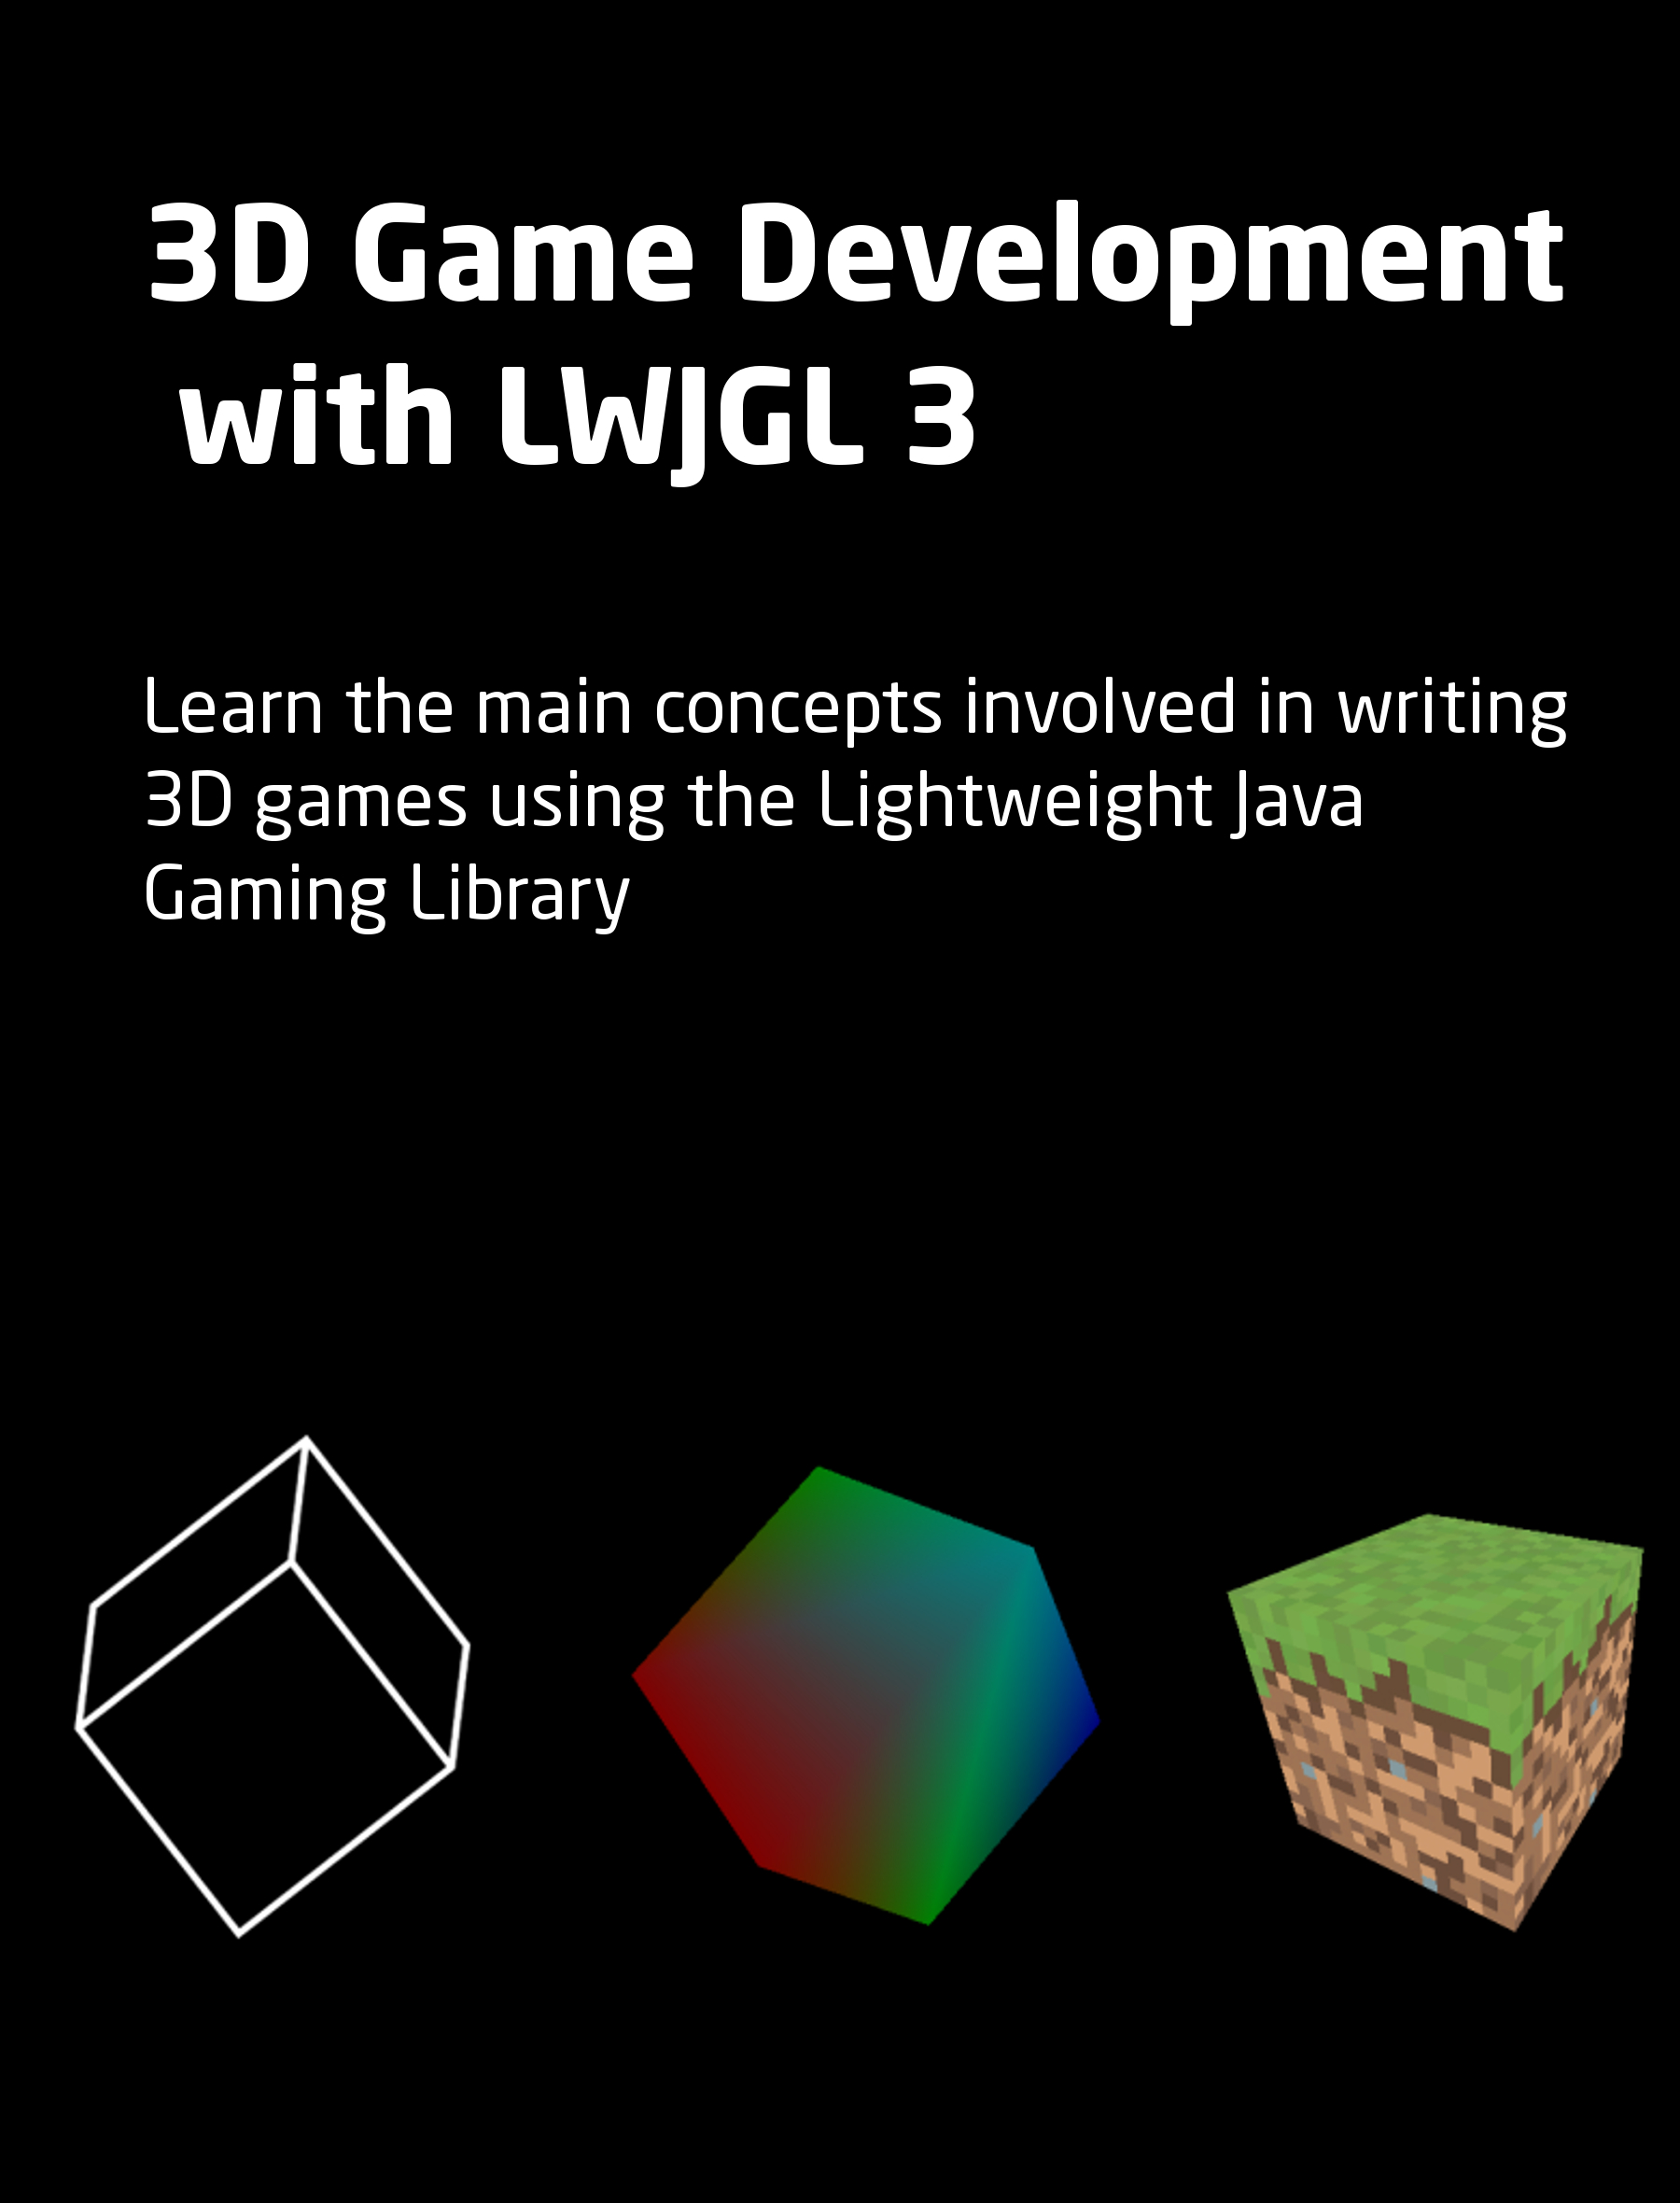 3D Game Development
with LWJGL 3
Learn the main concepts involved in writing
3D games using the Lightweight Java
Gaming Library